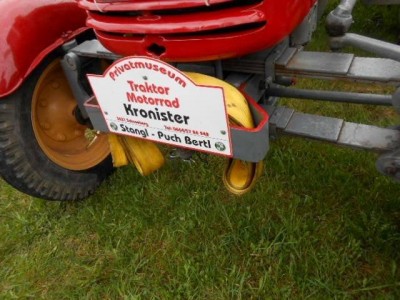 Privatmuseum
Traktor
Motorrad
Kronister
Stangl - Puch Bertl